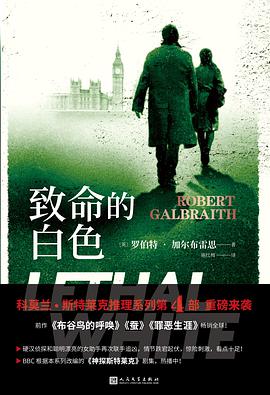 致命的
白色
ROBERT
GALBRAITH
[英] 罗伯特·加尔布雷思——著
——译
LETHAL
WHITE
科莫兰·斯特莱克推理系列第4部 重磅来袭
前作《布谷鸟的呼唤》《蚕》《罪恶生涯》畅销全球！
▶ 硬汉侦探和聪明漂亮的女助手再次联手追凶，情节跌宕起伏，惊险刺激，看点十足！
▶ BBC 根据本系列改编的《神探斯特莱克》剧集，热播中！
人民文学出版社